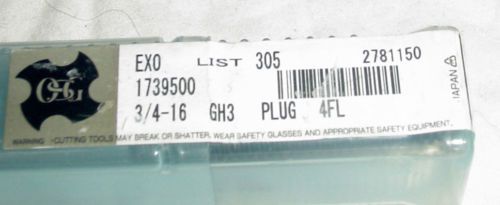 OSG
EXO LIST 305 2781150
1739500
3/4-16 GH3 PLUG 4FL
JAPAN
WARNING •CUTTING TOOLS MAY BREAK OR SHATTER. WEAR SAFETY GLASSES AND APPROPRIATE SAFETY EQUIPMENT.